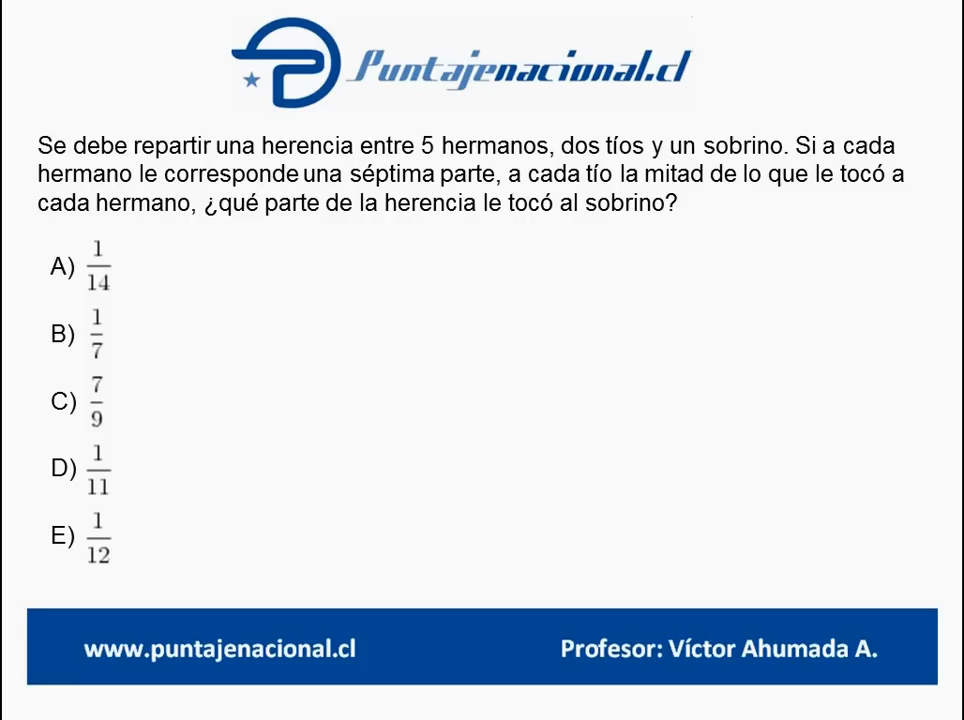 Puntajenacional.cl
Se debe repartir una herencia entre 5 hermanos, dos tíos y un sobrino. Si a cada
hermano le corresponde una séptima parte, a cada tío la mitad de lo que le tocó a
cada hermano, ¿qué parte de la herencia le tocó al sobrino?
A) 1/14
B) 1/7
C) 7/9
D) 1/11
E) 1/12
www.puntajenacional.cl Profesor: Víctor Ahumada A.